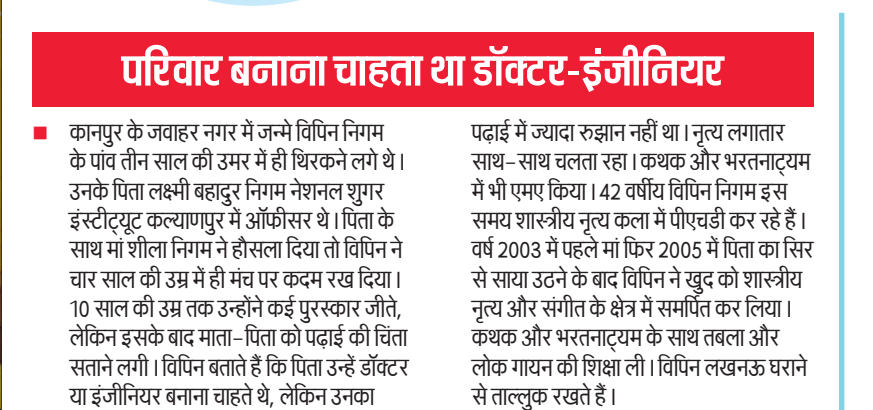 परिवार बनाना चाहता था डॉक्टर-इंजीनियर
कानपुर के जवाहर नगर में जन्मे विपिन निगम
के पांव तीन साल की उमर में ही थिरकने लगे थे।
उनके पिता लक्ष्मी बहादुर निगम नेशनल शुगर
इंस्टीट्यूट कल्याणपुर में ऑफीसर थे। पिता के
साथ मां शीला निगम ने हौसला दिया तो विपिन ने
चार साल की उम्र में ही मंच पर कदम रख दिया।
10 साल की उम्र तक उन्होंने कई पुरस्कार जीते,
लेकिन इसके बाद माता-पिता को पढ़ाई की चिंता
सताने लगी। विपिन बताते हैं कि पिता उन्हें डॉक्टर
या इंजीनियर बनाना चाहते थे, लेकिन उनका
पढ़ाई में ज्यादा रुझान नहीं था। नृत्य लगातार
साथ-साथ चलता रहा। कथक और भरतनाट्यम
में भी एमए किया। 42 वर्षीय विपिन निगम इस
समय शास्त्रीय नृत्य कला में पीएचडी कर रहे हैं।
वर्ष 2003 में पहले मां फिर 2005 में पिता का सिर
से साया उठने के बाद विपिन ने खुद को शास्त्रीय
नृत्य और संगीत के क्षेत्र में समर्पित कर लिया।
कथक और भरतनाट्यम के साथ तबला और
लोक गायन की शिक्षा ली। विपिन लखनऊ घराने
से ताल्लुक रखते हैं।